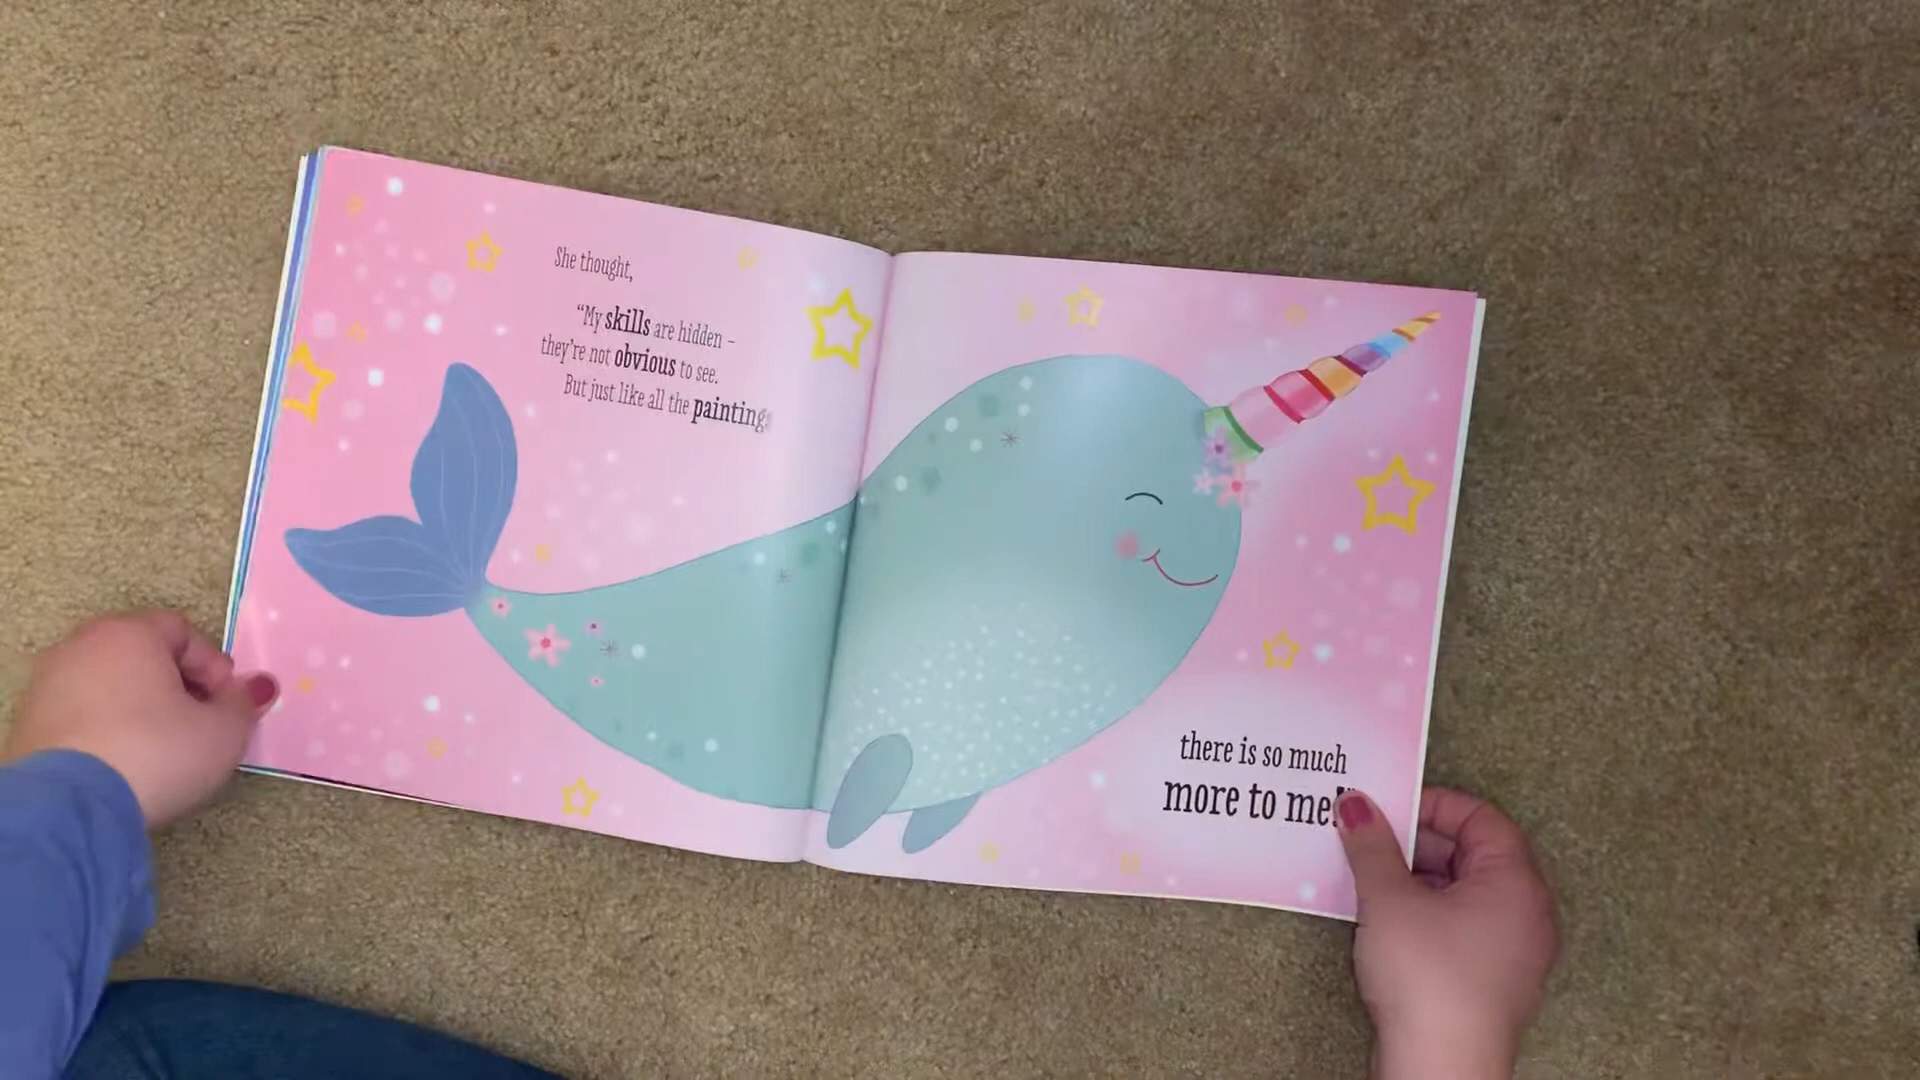 She thought,
“My skills are hidden –
they’re not obvious to see.
But just like all the paintings
there is so much
more to me!”